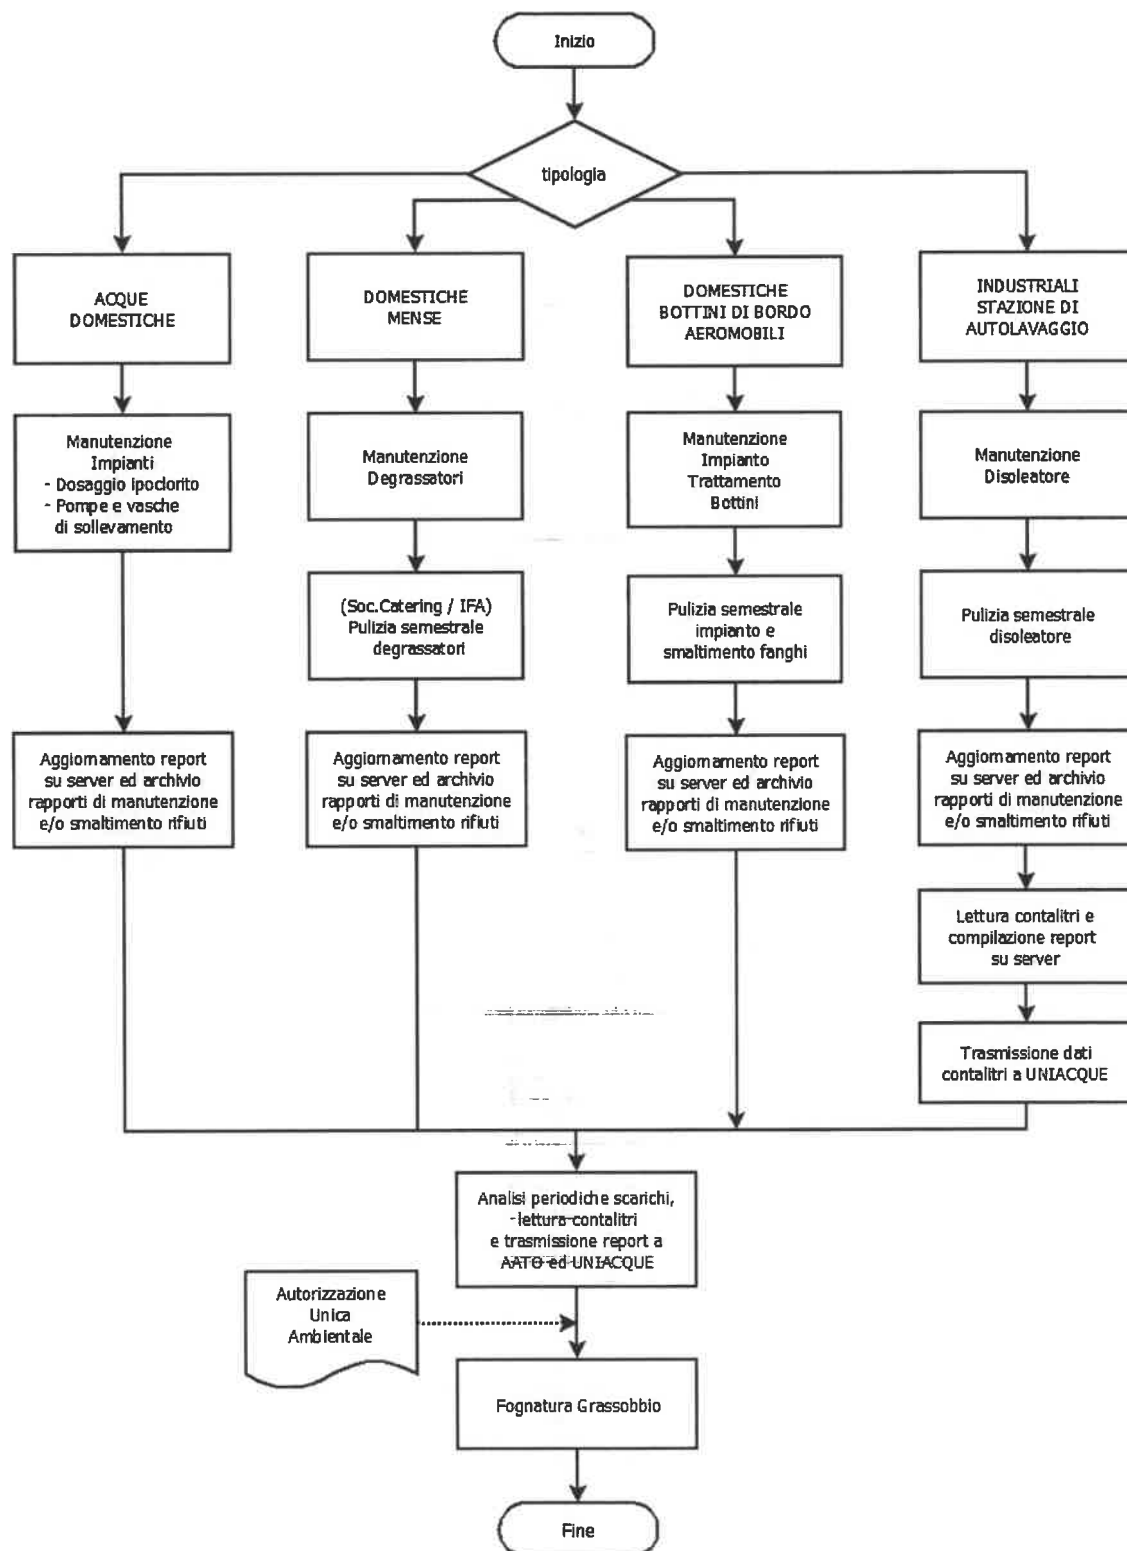 Inizio
tipologia
ACQUE
DOMESTICHE
DOMESTICHE
MENSE
DOMESTICHE
BOTTINI DI BORDO
AEROMOBILI
INDUSTRIALI
STAZIONE DI
AUTOLAVAGGIO
Manutenzione
Impianti
- Dosaggio ipoclorito
- Pompe e vasche
di sollevamento
Manutenzione
Degrassatori
Manutenzione
Impianto
Trattamento
Bottini
Manutenzione
Disoleatore
(Soc.Catering / IFA)
Pulizia semestrale
degrassatori
Pulizia semestrale
impianto e
smaltimento fanghi
Pulizia semestrale
disoleatore
Aggiornamento report
su server ed archivio
rapporti di manutenzione
e/o smaltimento rifiuti
Aggiornamento report
su server ed archivio
rapporti di manutenzione
e/o smaltimento rifiuti
Aggiornamento report
su server ed archivio
rapporti di manutenzione
e/o smaltimento rifiuti
Aggiornamento report
su server ed archivio
rapporti di manutenzione
e/o smaltimento rifiuti
Lettura contalitri e
compilazione report
su server
Trasmissione dati
contalitri a UNIACQUE
Analisi periodiche scarichi,
lettura contalitri
e trasmissione report a
AATO ed UNIACQUE
Autorizzazione
Unica
Ambientale
Fognatura Grassobbio
Fine